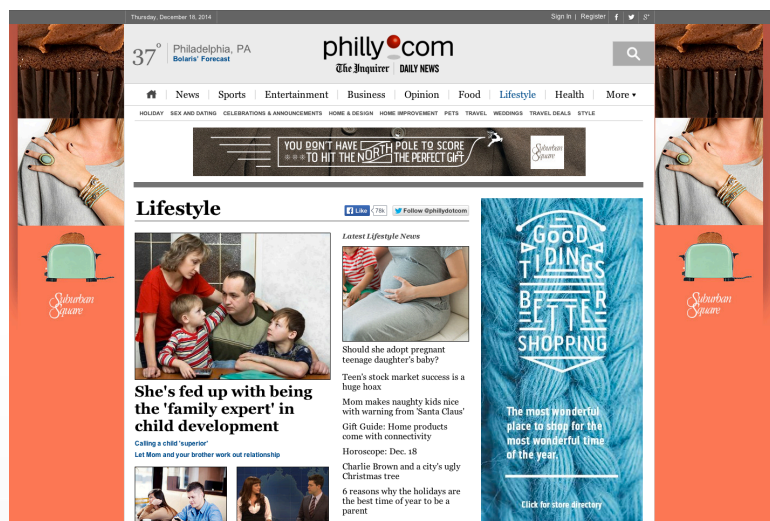 Thursday, December 18, 2014
Sign In | Register
37°
Philadelphia, PA
Bolaris' Forecast
philly.com
The Inquirer DAILY NEWS
News Sports Entertainment Business Opinion Food Lifestyle Health More
HOLIDAY SEX AND DATING CELEBRATIONS & ANNOUNCEMENTS HOME & DESIGN HOME IMPROVEMENT PETS TRAVEL WEDDINGS TRAVEL DEALS STYLE
YOU DON'T HAVE NORTH POLE TO SCORE
TO HIT THE THE PERFECT GIFT
Suburban
Square
Lifestyle
Like 78k
Follow @phillydotcom
She's fed up with being
the 'family expert' in
child development
Calling a child 'superior'
Let Mom and your brother work out relationship
Latest Lifestyle News
Should she adopt pregnant
teenage daughter's baby?
Teen's stock market success is a
huge hoax
Mom makes naughty kids nice
with warning from 'Santa Claus'
Gift Guide: Home products
come with connectivity
Horoscope: Dec. 18
Charlie Brown and a city's ugly
Christmas tree
6 reasons why the holidays are
the best time of year to be a
parent
GOOD
TIDINGS
BETTER
SHOPPING
The most wonderful
place to shop for the
most wonderful time
of the year.
Click for store directory
Suburban
Square
Suburban
Square